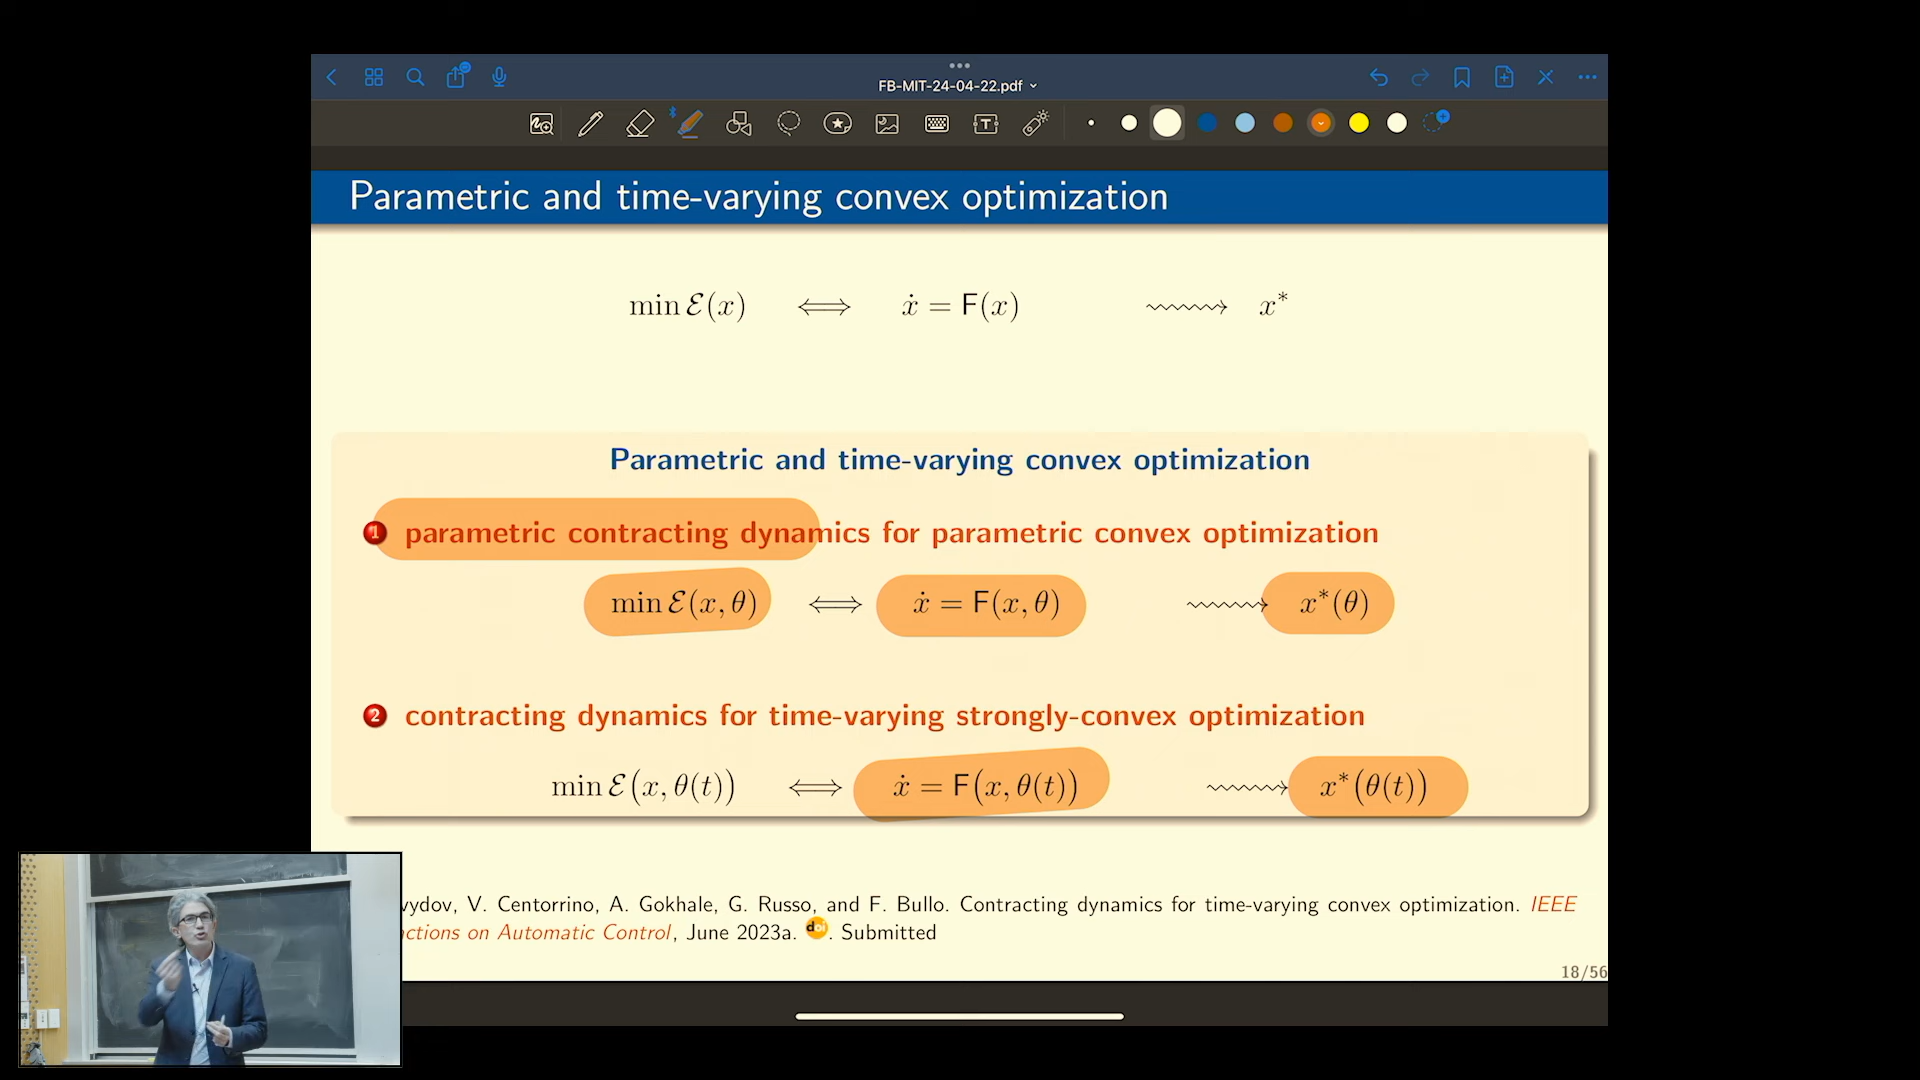 FB-MIT-24-04-22.pdf
Parametric and time-varying convex optimization
min ℰ(x) ⟺ ẋ = F(x) ⇝ x*
Parametric and time-varying convex optimization
1 parametric contracting dynamics for parametric convex optimization
min ℰ(x, θ) ⟺ ẋ = F(x, θ) ⇝ x*(θ)
2 contracting dynamics for time-varying strongly-convex optimization
min ℰ(x, θ(t)) ⟺ ẋ = F(x, θ(t)) ⇝ x*(θ(t))
vydov, V. Centorrino, A. Gokhale, G. Russo, and F. Bullo. Contracting dynamics for time-varying convex optimization. IEEE
ctions on Automatic Control, June 2023a. doi. Submitted
18/56